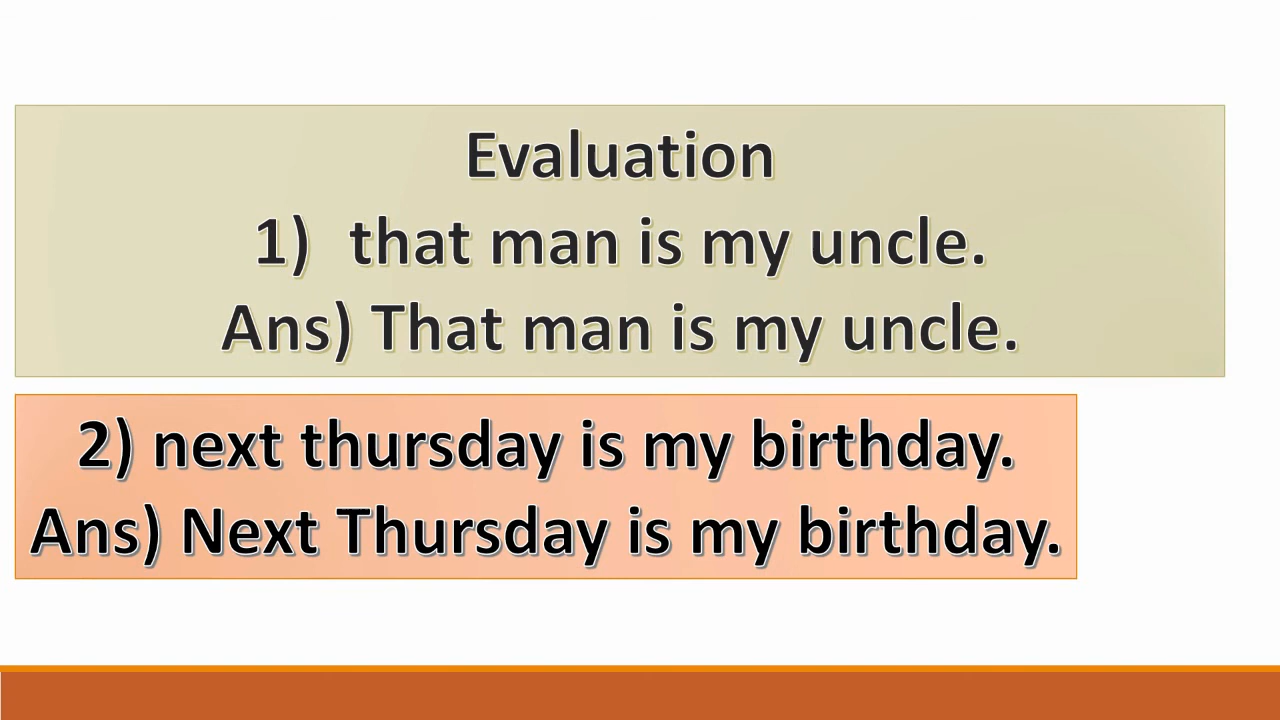 Evaluation
1) that man is my uncle.
Ans) That man is my uncle.
2) next thursday is my birthday.
Ans) Next Thursday is my birthday.